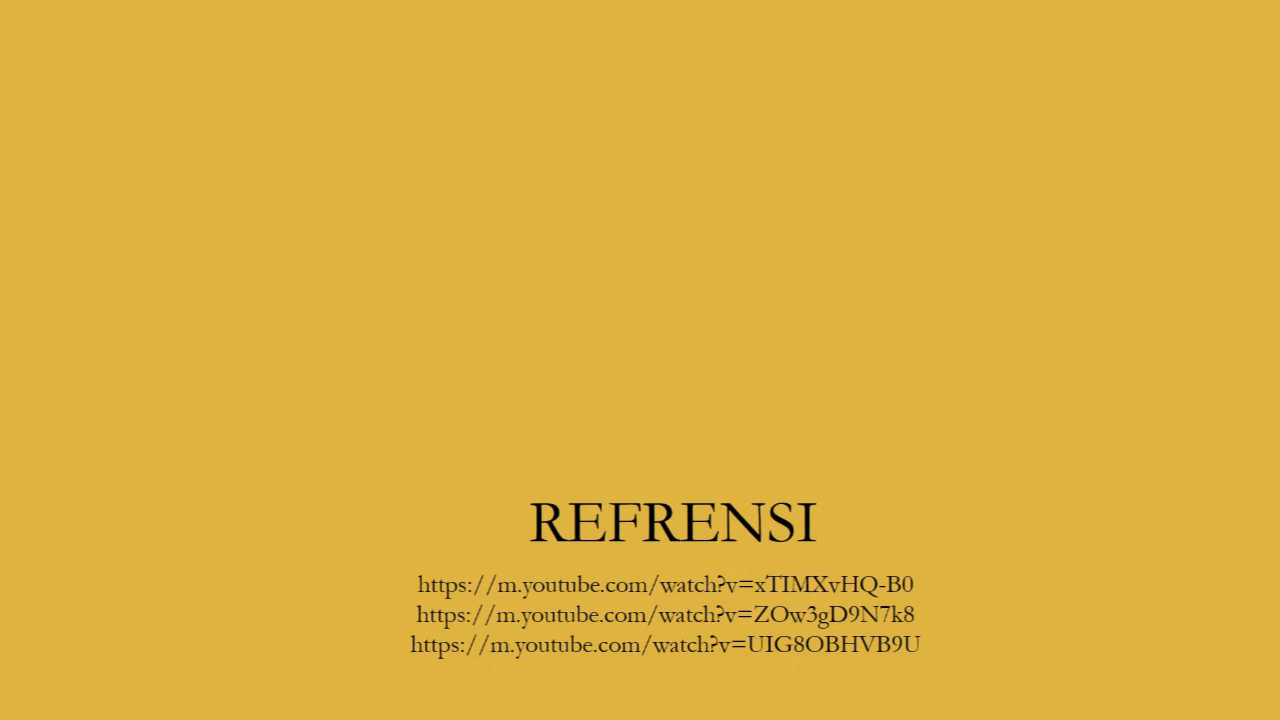 REFRENSI
https://m.youtube.com/watch?v=xTIMXvHQ-B0
https://m.youtube.com/watch?v=ZOw3gD9N7k8
https://m.youtube.com/watch?v=UIG8OBHVB9U